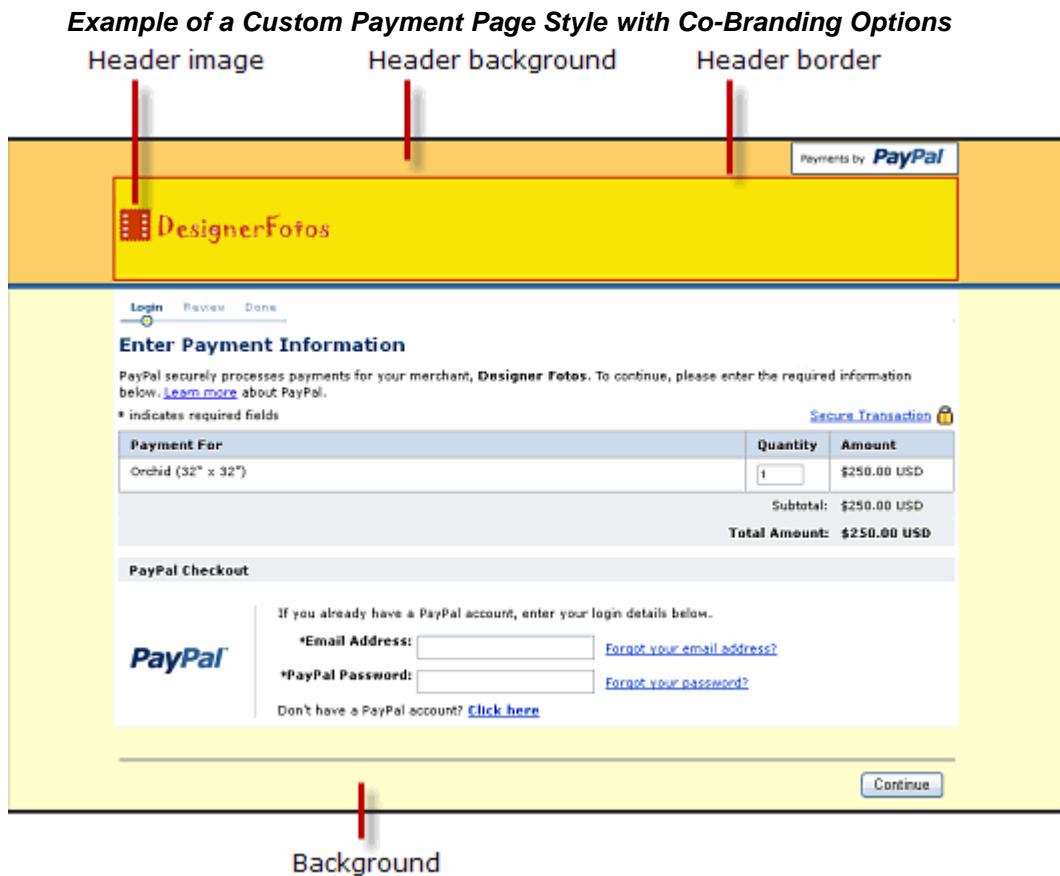 Example of a Custom Payment Page Style with Co-Branding Options
Header image Header background Header border
Payments by PayPal
DesignerFotos
Login Review Done
Enter Payment Information
PayPal securely processes payments for your merchant, Designer Fotos. To continue, please enter the required information
below. Learn more about PayPal.
* indicates required fields Secure Transaction
Payment For Quantity Amount
Orchid (32" x 32") 1 $250.00 USD
Subtotal: $250.00 USD
Total Amount: $250.00 USD
PayPal Checkout
If you already have a PayPal account, enter your login details below.
PayPal
*Email Address: Forgot your email address?
*PayPal Password: Forgot your password?
Don't have a PayPal account? Click here
Continue
Background